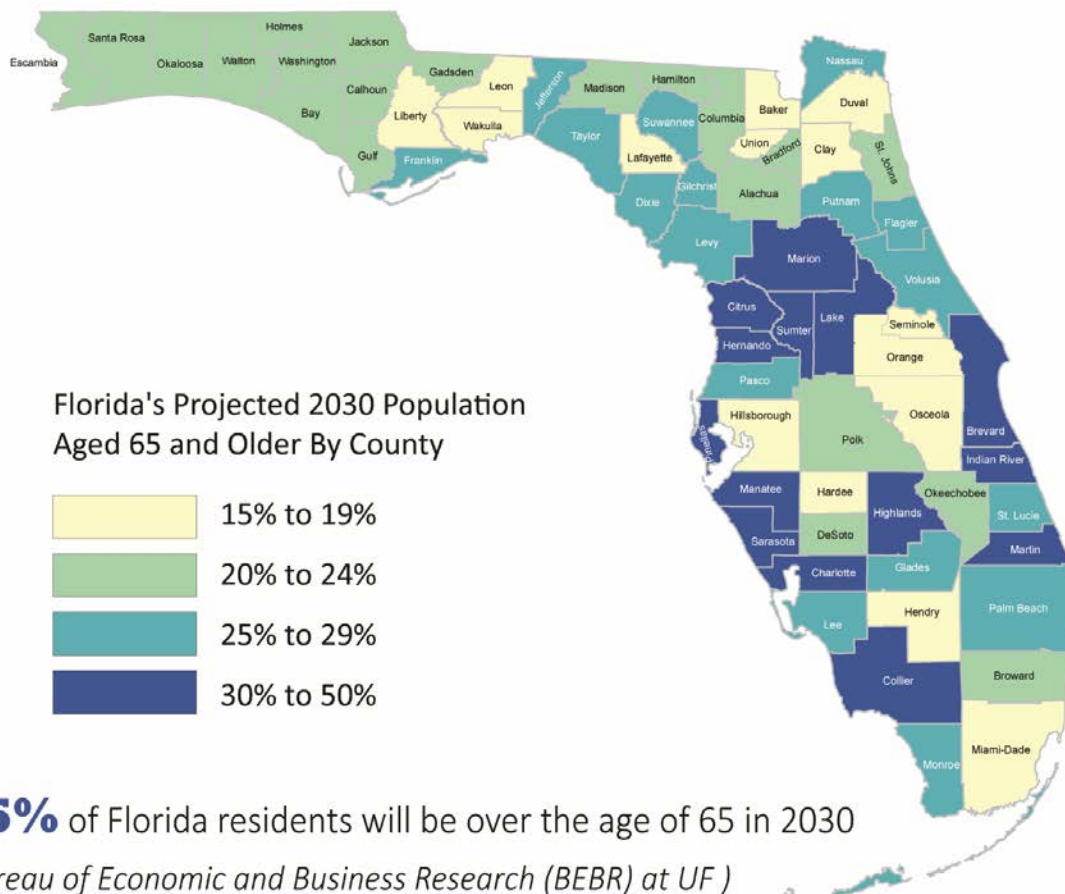 Holmes
Santa Rosa
Jackson
Escambia
Okaloosa
Walton
Washington
Nassau
Gadsden
Hamilton
Calhoun
Leon
Jefferson
Madison
Baker
Duval
Bay
Liberty
Wakulla
Taylor
Suwannee
Columbia
Union
Bradford
Clay
St. Johns
Gulf
Franklin
Lafayette
Gilchrist
Alachua
Putnam
Dixie
Flagler
Levy
Marion
Volusia
Citrus
Sumter
Lake
Seminole
Hernando
Orange
Pasco
Hillsborough
Osceola
Pinellas
Polk
Brevard
Indian River
Manatee
Hardee
Highlands
Okeechobee
St. Lucie
Sarasota
DeSoto
Martin
Charlotte
Glades
Lee
Hendry
Palm Beach
Collier
Broward
Monroe
Miami-Dade
Florida's Projected 2030 Population
Aged 65 and Older By County
15% to 19%
20% to 24%
25% to 29%
30% to 50%
% of Florida residents will be over the age of 65 in 2030
of Economic and Business Research (BEBR) at UF )